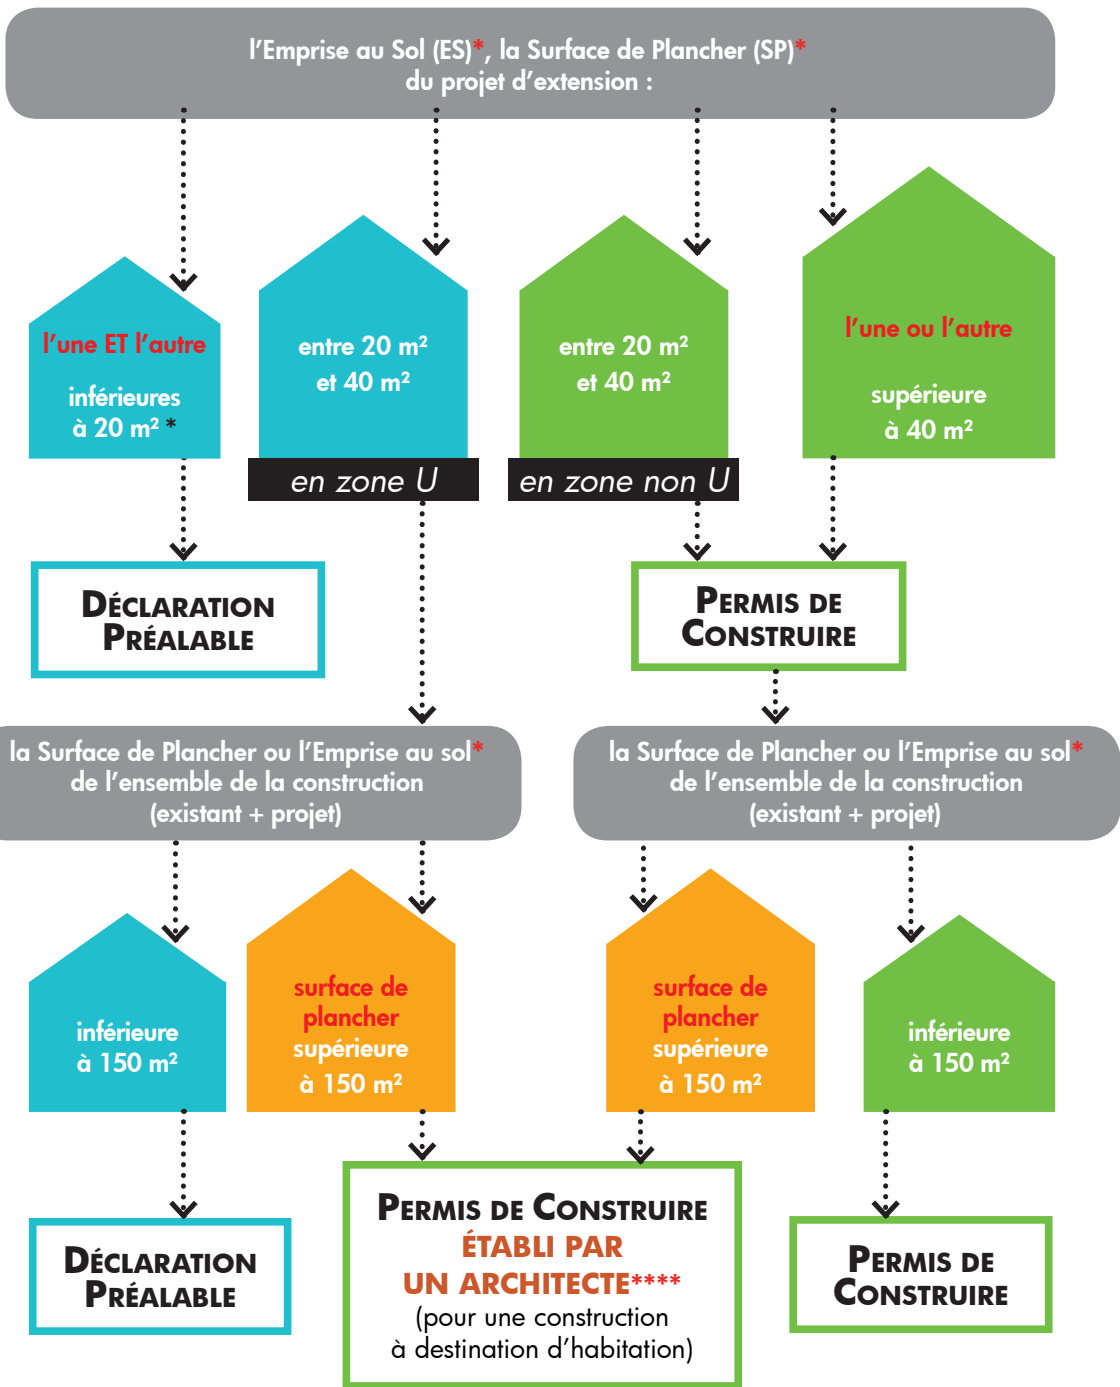 l'Emprise au Sol (ES)*, la Surface de Plancher (SP)*
du projet d'extension :
l'une ET l'autre
inférieures
à 20 m² *
entre 20 m²
et 40 m²
en zone U
entre 20 m²
et 40 m²
en zone non U
l'une ou l'autre
supérieure
à 40 m²
DÉCLARATION
PRÉALABLE
PERMIS DE
CONSTRUIRE
la Surface de Plancher ou l'Emprise au sol*
de l'ensemble de la construction
(existant + projet)
la Surface de Plancher ou l'Emprise au sol*
de l'ensemble de la construction
(existant + projet)
inférieure
à 150 m²
surface de
plancher
supérieure
à 150 m²
surface de
plancher
supérieure
à 150 m²
inférieure
à 150 m²
DÉCLARATION
PRÉALABLE
PERMIS DE CONSTRUIRE
ÉTABLI PAR
UN ARCHITECTE****
(pour une construction
à destination d'habitation)
PERMIS DE
CONSTRUIRE